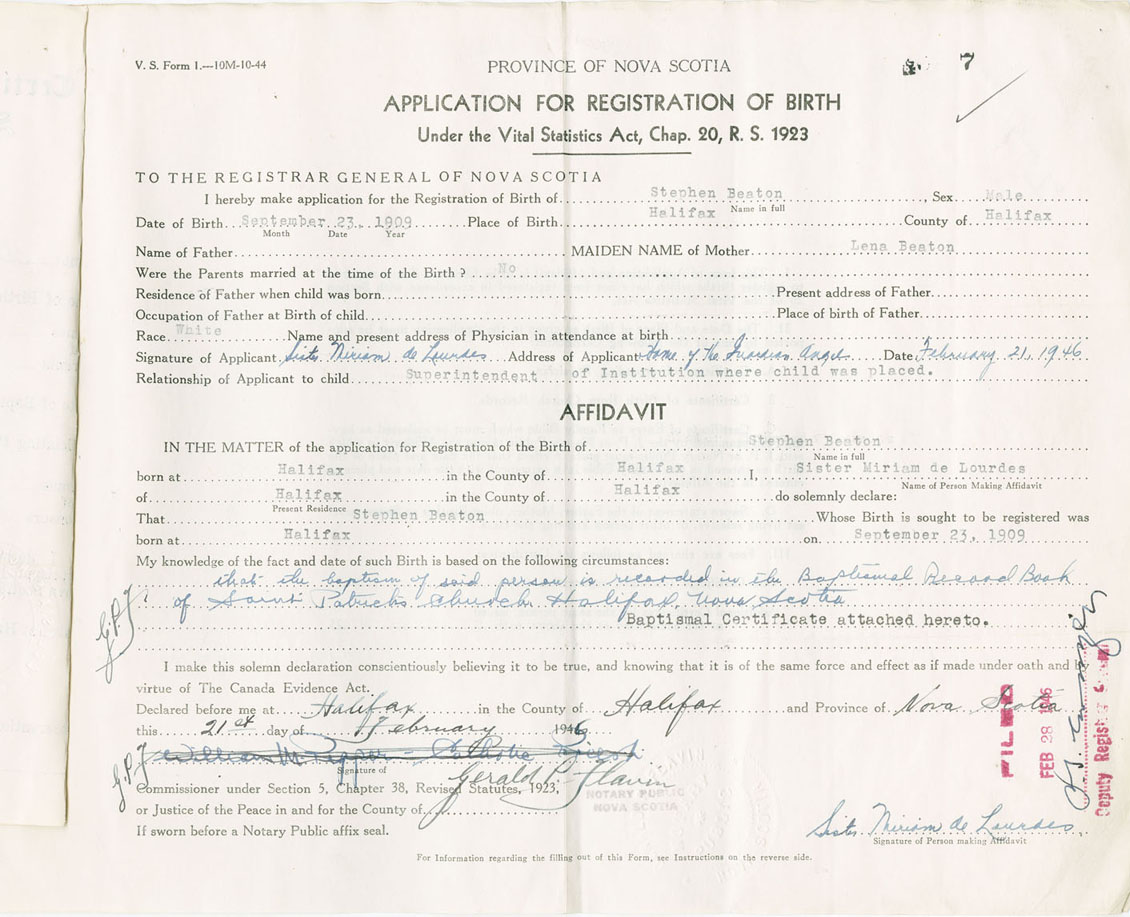 V. S. Form 1.—10M-10-44
PROVINCE OF NOVA SCOTIA
7
APPLICATION FOR REGISTRATION OF BIRTH
Under the Vital Statistics Act, Chap. 20, R. S. 1923
TO THE REGISTRAR GENERAL OF NOVA SCOTIA
I hereby make application for the Registration of Birth of Stephen Beaton, Sex Male
Name in full
Date of Birth September 23, 1909 Place of Birth Halifax County of Halifax
Month Date Year
Name of Father MAIDEN NAME of Mother Lena Beaton
Were the Parents married at the time of the Birth? No
Residence of Father when child was born Present address of Father
Occupation of Father at Birth of child Place of birth of Father
Race White Name and present address of Physician in attendance at birth
Signature of Applicant Sister Miriam de Lourdes Address of Applicant Home of the Guardian Angel Date February 21, 1946
Relationship of Applicant to child Superintendent of Institution where child was placed.
AFFIDAVIT
IN THE MATTER of the application for Registration of the Birth of Stephen Beaton
Name in full
born at Halifax in the County of Halifax I, Sister Miriam de Lourdes
Name of Person Making Affidavit
of Halifax in the County of Halifax do solemnly declare:
Present Residence
That Stephen Beaton Whose Birth is sought to be registered was
born at Halifax on September 23, 1909
My knowledge of the fact and date of such Birth is based on the following circumstances:
that the baptism of said person is recorded in the Baptismal Record Book
of Saint Patrick's Church, Halifax, Nova Scotia
G.P.F
Baptismal Certificate attached hereto.
I make this solemn declaration conscientiously believing it to be true, and knowing that it is of the same force and effect as if made under oath and by
virtue of The Canada Evidence Act.
Declared before me at Halifax in the County of Halifax and Province of Nova Scotia
this 21st day of February 1946
G.P.F
Signature of
Gerald P. Flavin
Commissioner under Section 5, Chapter 38, Revised Statutes, 1923,
NOTARY PUBLIC
NOVA SCOTIA
or Justice of the Peace in and for the County of
If sworn before a Notary Public affix seal.
FILED
FEB 28 1946
Deputy Registrar
Sister Miriam de Lourdes
Signature of Person making Affidavit
For Information regarding the filling out of this Form, see Instructions on the reverse side.